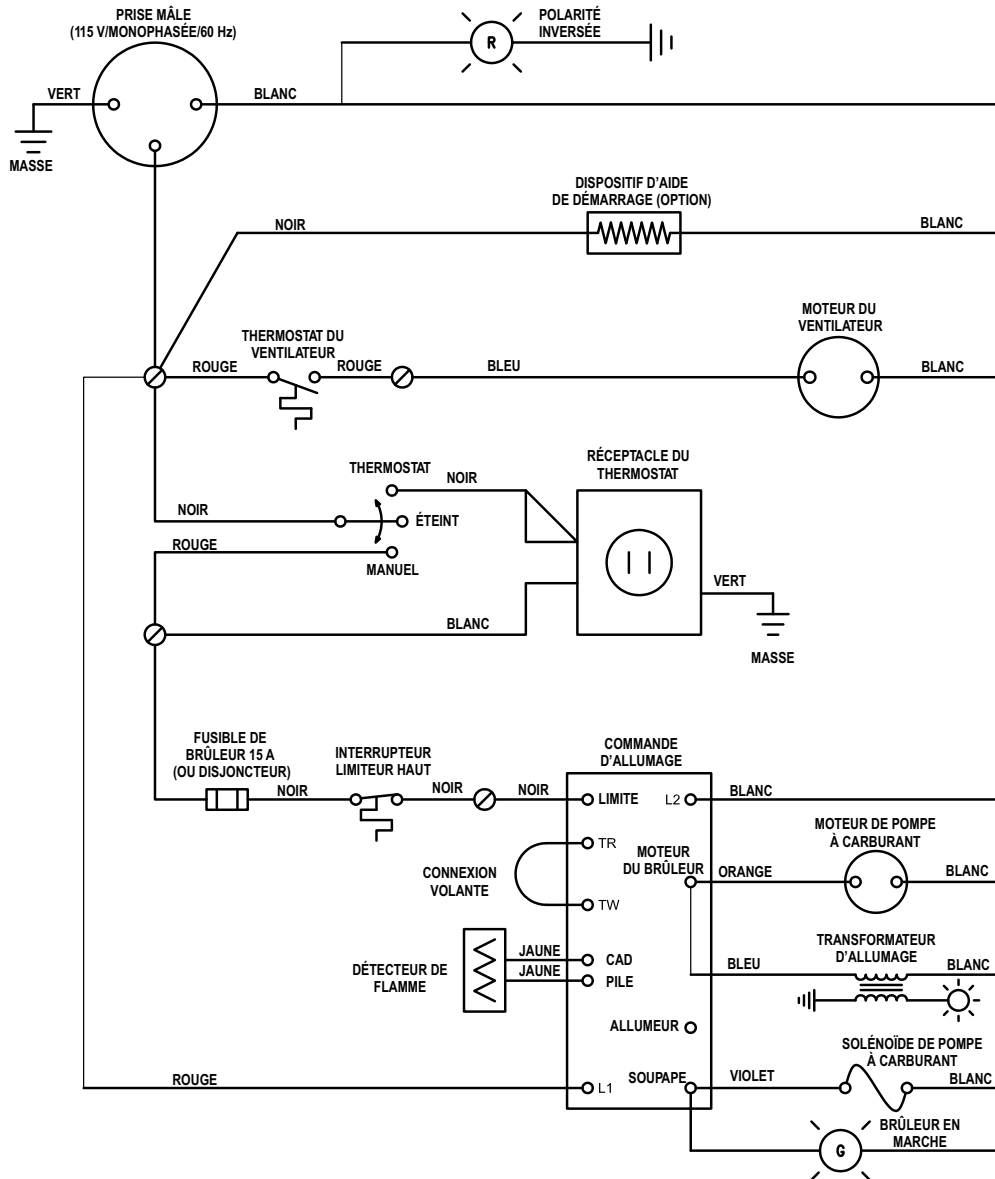 PRISE MÂLE
(115 V/MONOPHASÉE/60 Hz)
POLARITÉ
INVERSÉE
R
VERT
BLANC
MASSE
DISPOSITIF D'AIDE
DE DÉMARRAGE (OPTION)
NOIR
BLANC
MOTEUR DU
VENTILATEUR
THERMOSTAT DU
VENTILATEUR
ROUGE
ROUGE
BLEU
BLANC
RÉCEPTACLE DU
THERMOSTAT
THERMOSTAT
NOIR
NOIR
ÉTEINT
ROUGE
MANUEL
VERT
BLANC
MASSE
FUSIBLE DE
BRÛLEUR 15 A
(OU DISJONCTEUR)
INTERRUPTEUR
LIMITEUR HAUT
COMMANDE
D'ALLUMAGE
NOIR
NOIR
NOIR
LIMITE
L2
BLANC
MOTEUR DE POMPE
À CARBURANT
TR
MOTEUR
DU BRÛLEUR
ORANGE
BLANC
CONNEXION
VOLANTE
TW
TRANSFORMATEUR
D'ALLUMAGE
JAUNE
CAD
BLEU
BLANC
DÉTECTEUR DE
FLAMME
JAUNE
PILE
ALLUMEUR
SOLÉNOÏDE DE POMPE
À CARBURANT
ROUGE
L1
SOUPAPE
VIOLET
BLANC
BRÛLEUR EN
MARCHE
G